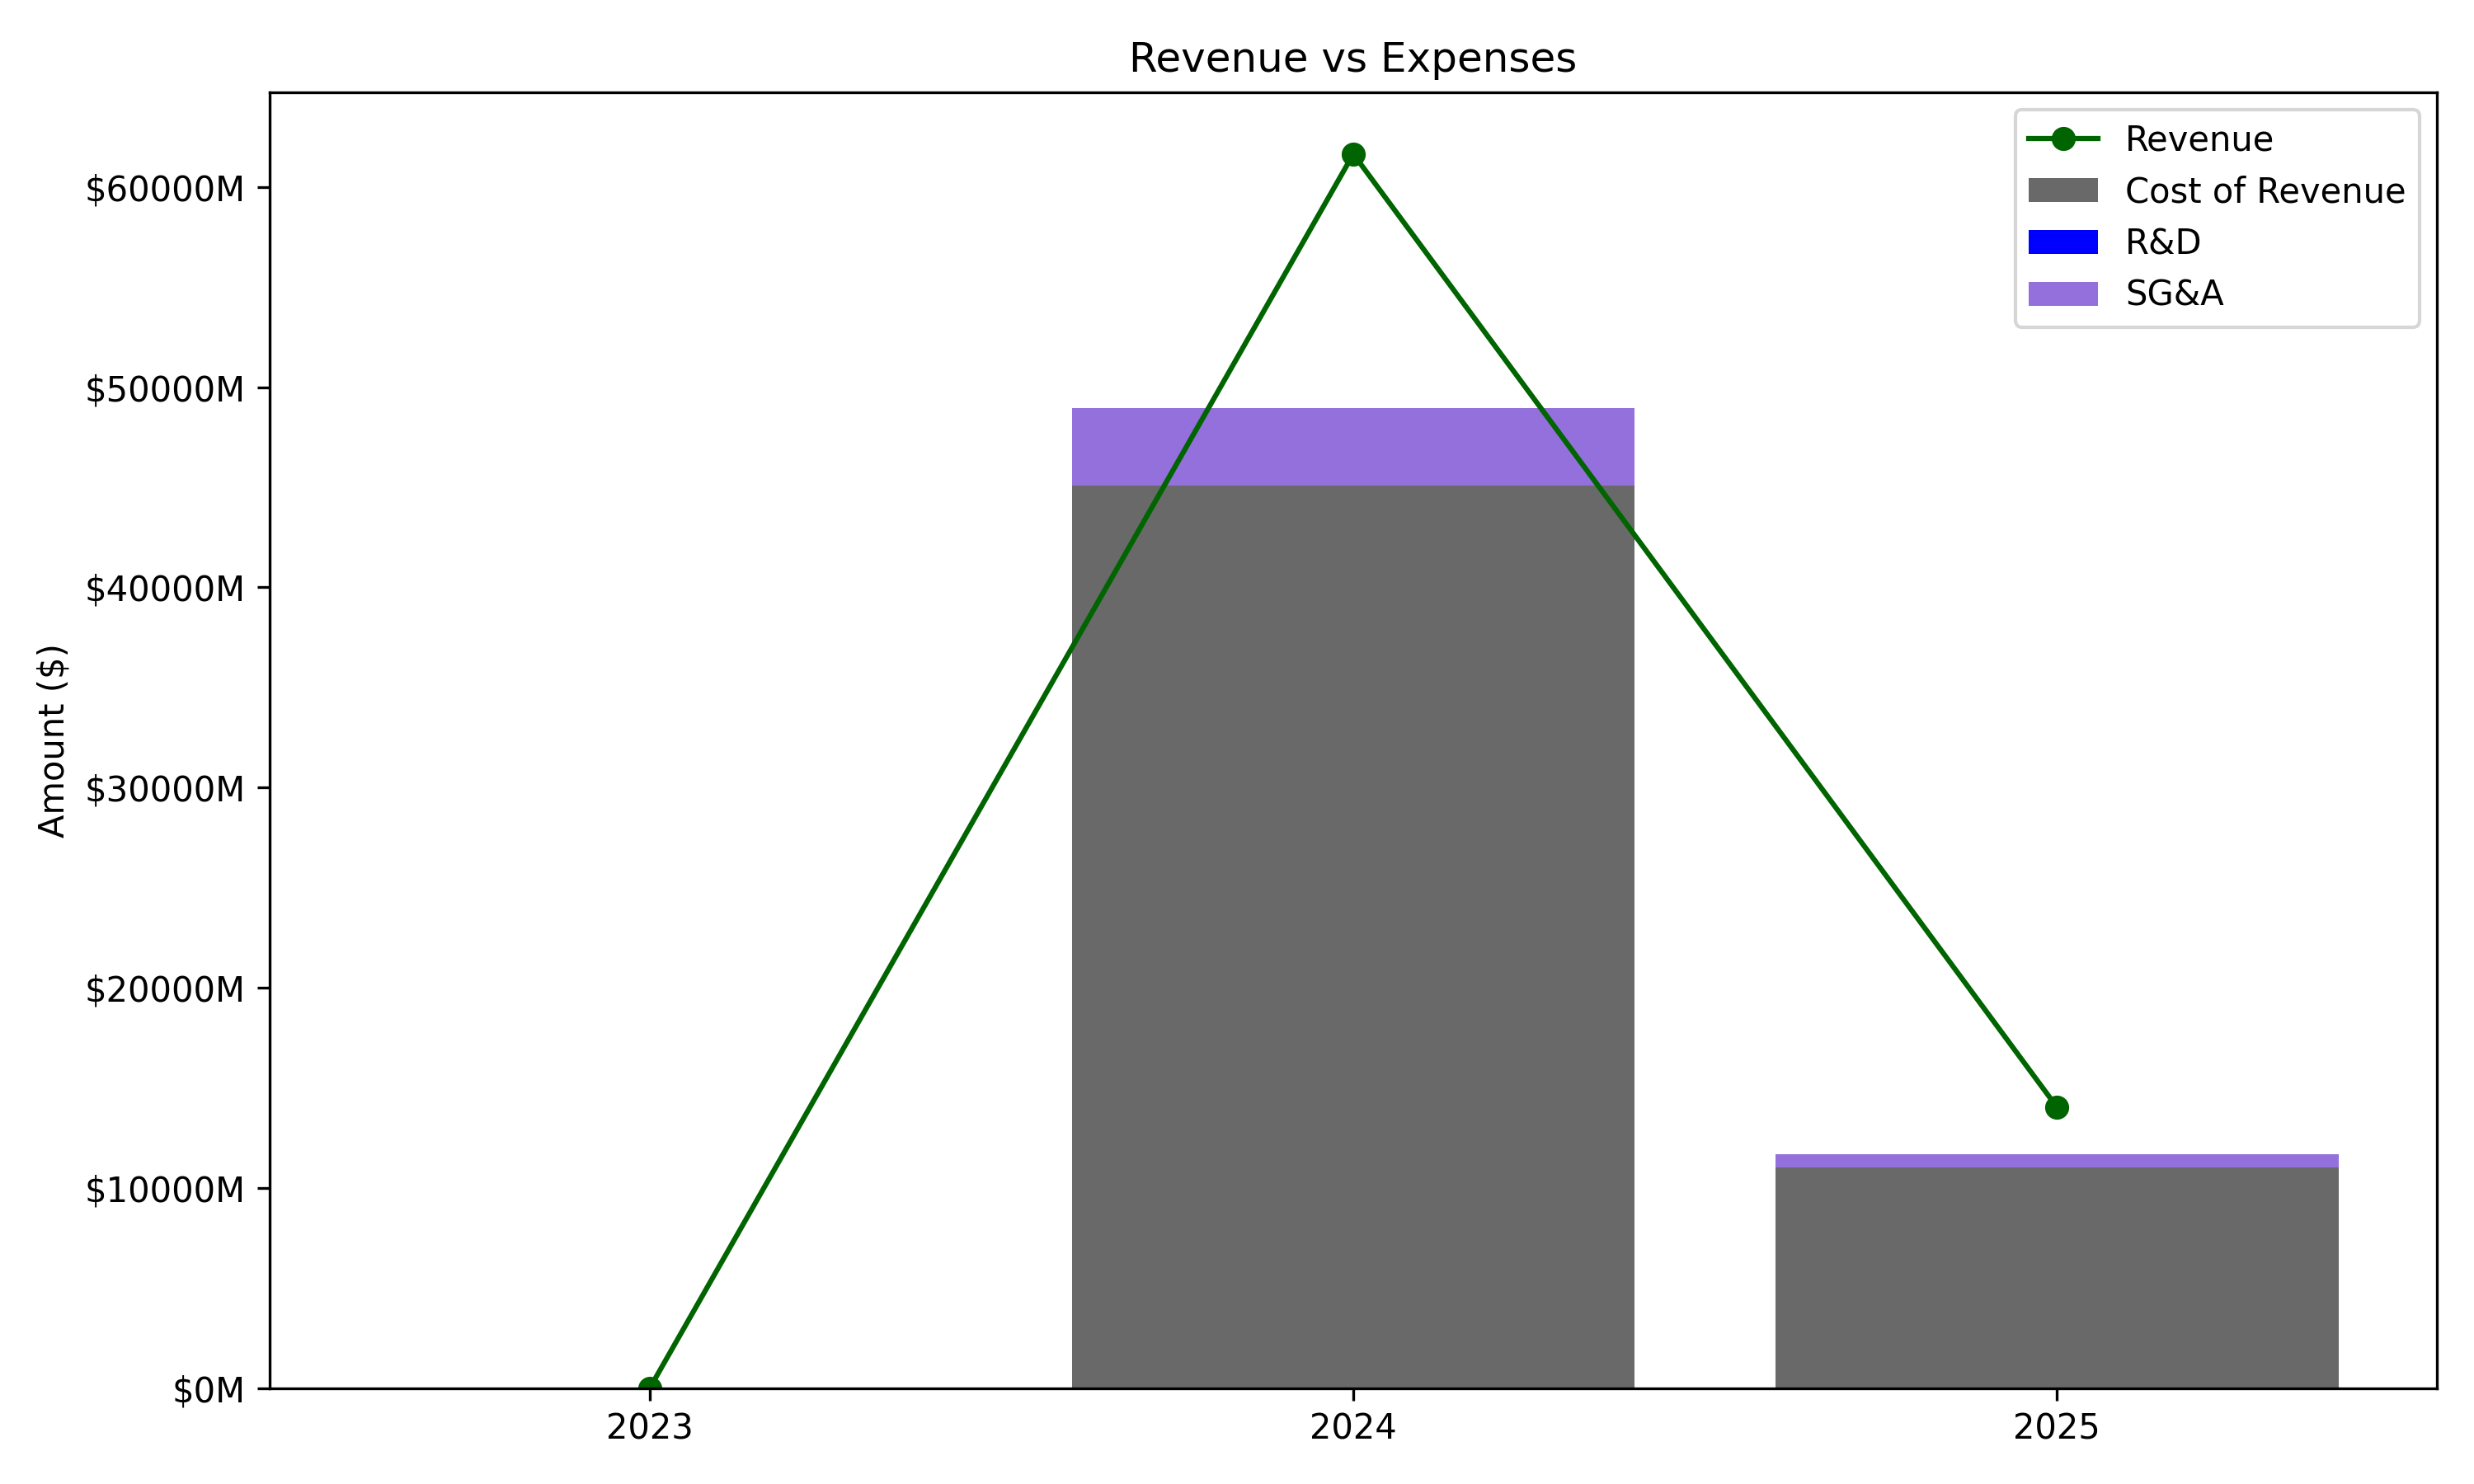 Revenue vs Expenses
Revenue
Cost of Revenue
R&D
SG&A
Amount ($)
$60000M
$50000M
$40000M
$30000M
$20000M
$10000M
$0M
2023
2024
2025